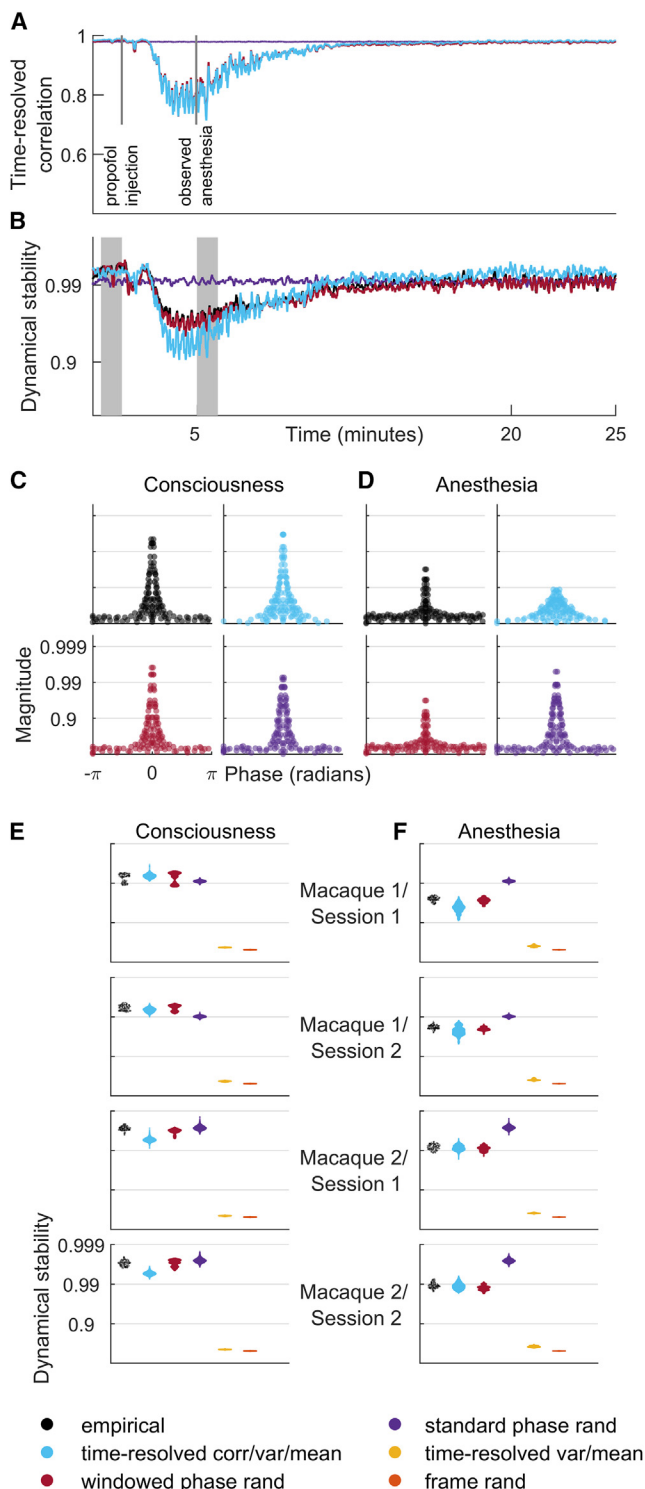 A
1
0.8
0.6
Time-resolved
correlation
propofol
injection
observed
anesthesia
B
0.99
0.9
Dynamical stability
5
Time (minutes)
20
25
C
Consciousness
D
Anesthesia
0.999
0.99
0.9
Magnitude
-π
0
π
Phase (radians)
E
Consciousness
F
Anesthesia
Macaque 1/
Session 1
Macaque 1/
Session 2
Macaque 2/
Session 1
Macaque 2/
Session 2
0.999
0.99
0.9
Dynamical stability
empirical
time-resolved corr/var/mean
windowed phase rand
standard phase rand
time-resolved var/mean
frame rand